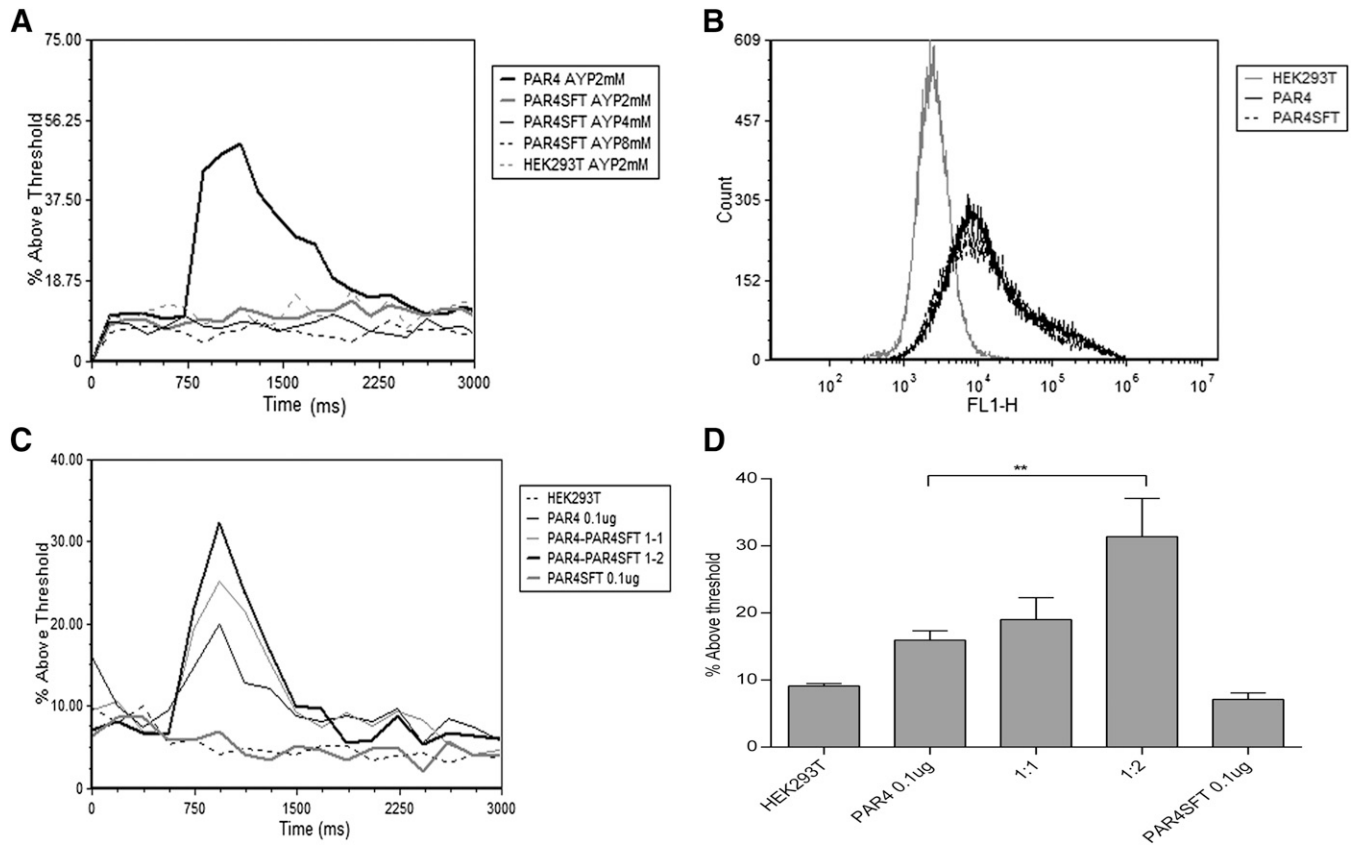 A
75.00
56.25
37.50
18.75
0
% Above Threshold
0
750
1500
2250
3000
Time (ms)
PAR4 AYP2mM
PAR4SFT AYP2mM
PAR4SFT AYP4mM
PAR4SFT AYP8mM
HEK293T AYP2mM
B
609
457
305
152
0
Count
10^2
10^3
10^4
10^5
10^6
10^7
FL1-H
HEK293T
PAR4
PAR4SFT
C
40.00
30.00
20.00
10.00
0
% Abov e Threshold
0
750
1500
2250
3000
Time (ms)
HEK293T
PAR4 0.1ug
PAR4-PAR4SFT 1-1
PAR4-PAR4SFT 1-2
PAR4SFT 0.1ug
D
**
40
30
20
10
0
% Above threshold
HEK293T
PAR4 0.1ug
1:1
1:2
PAR4SFT 0.1ug